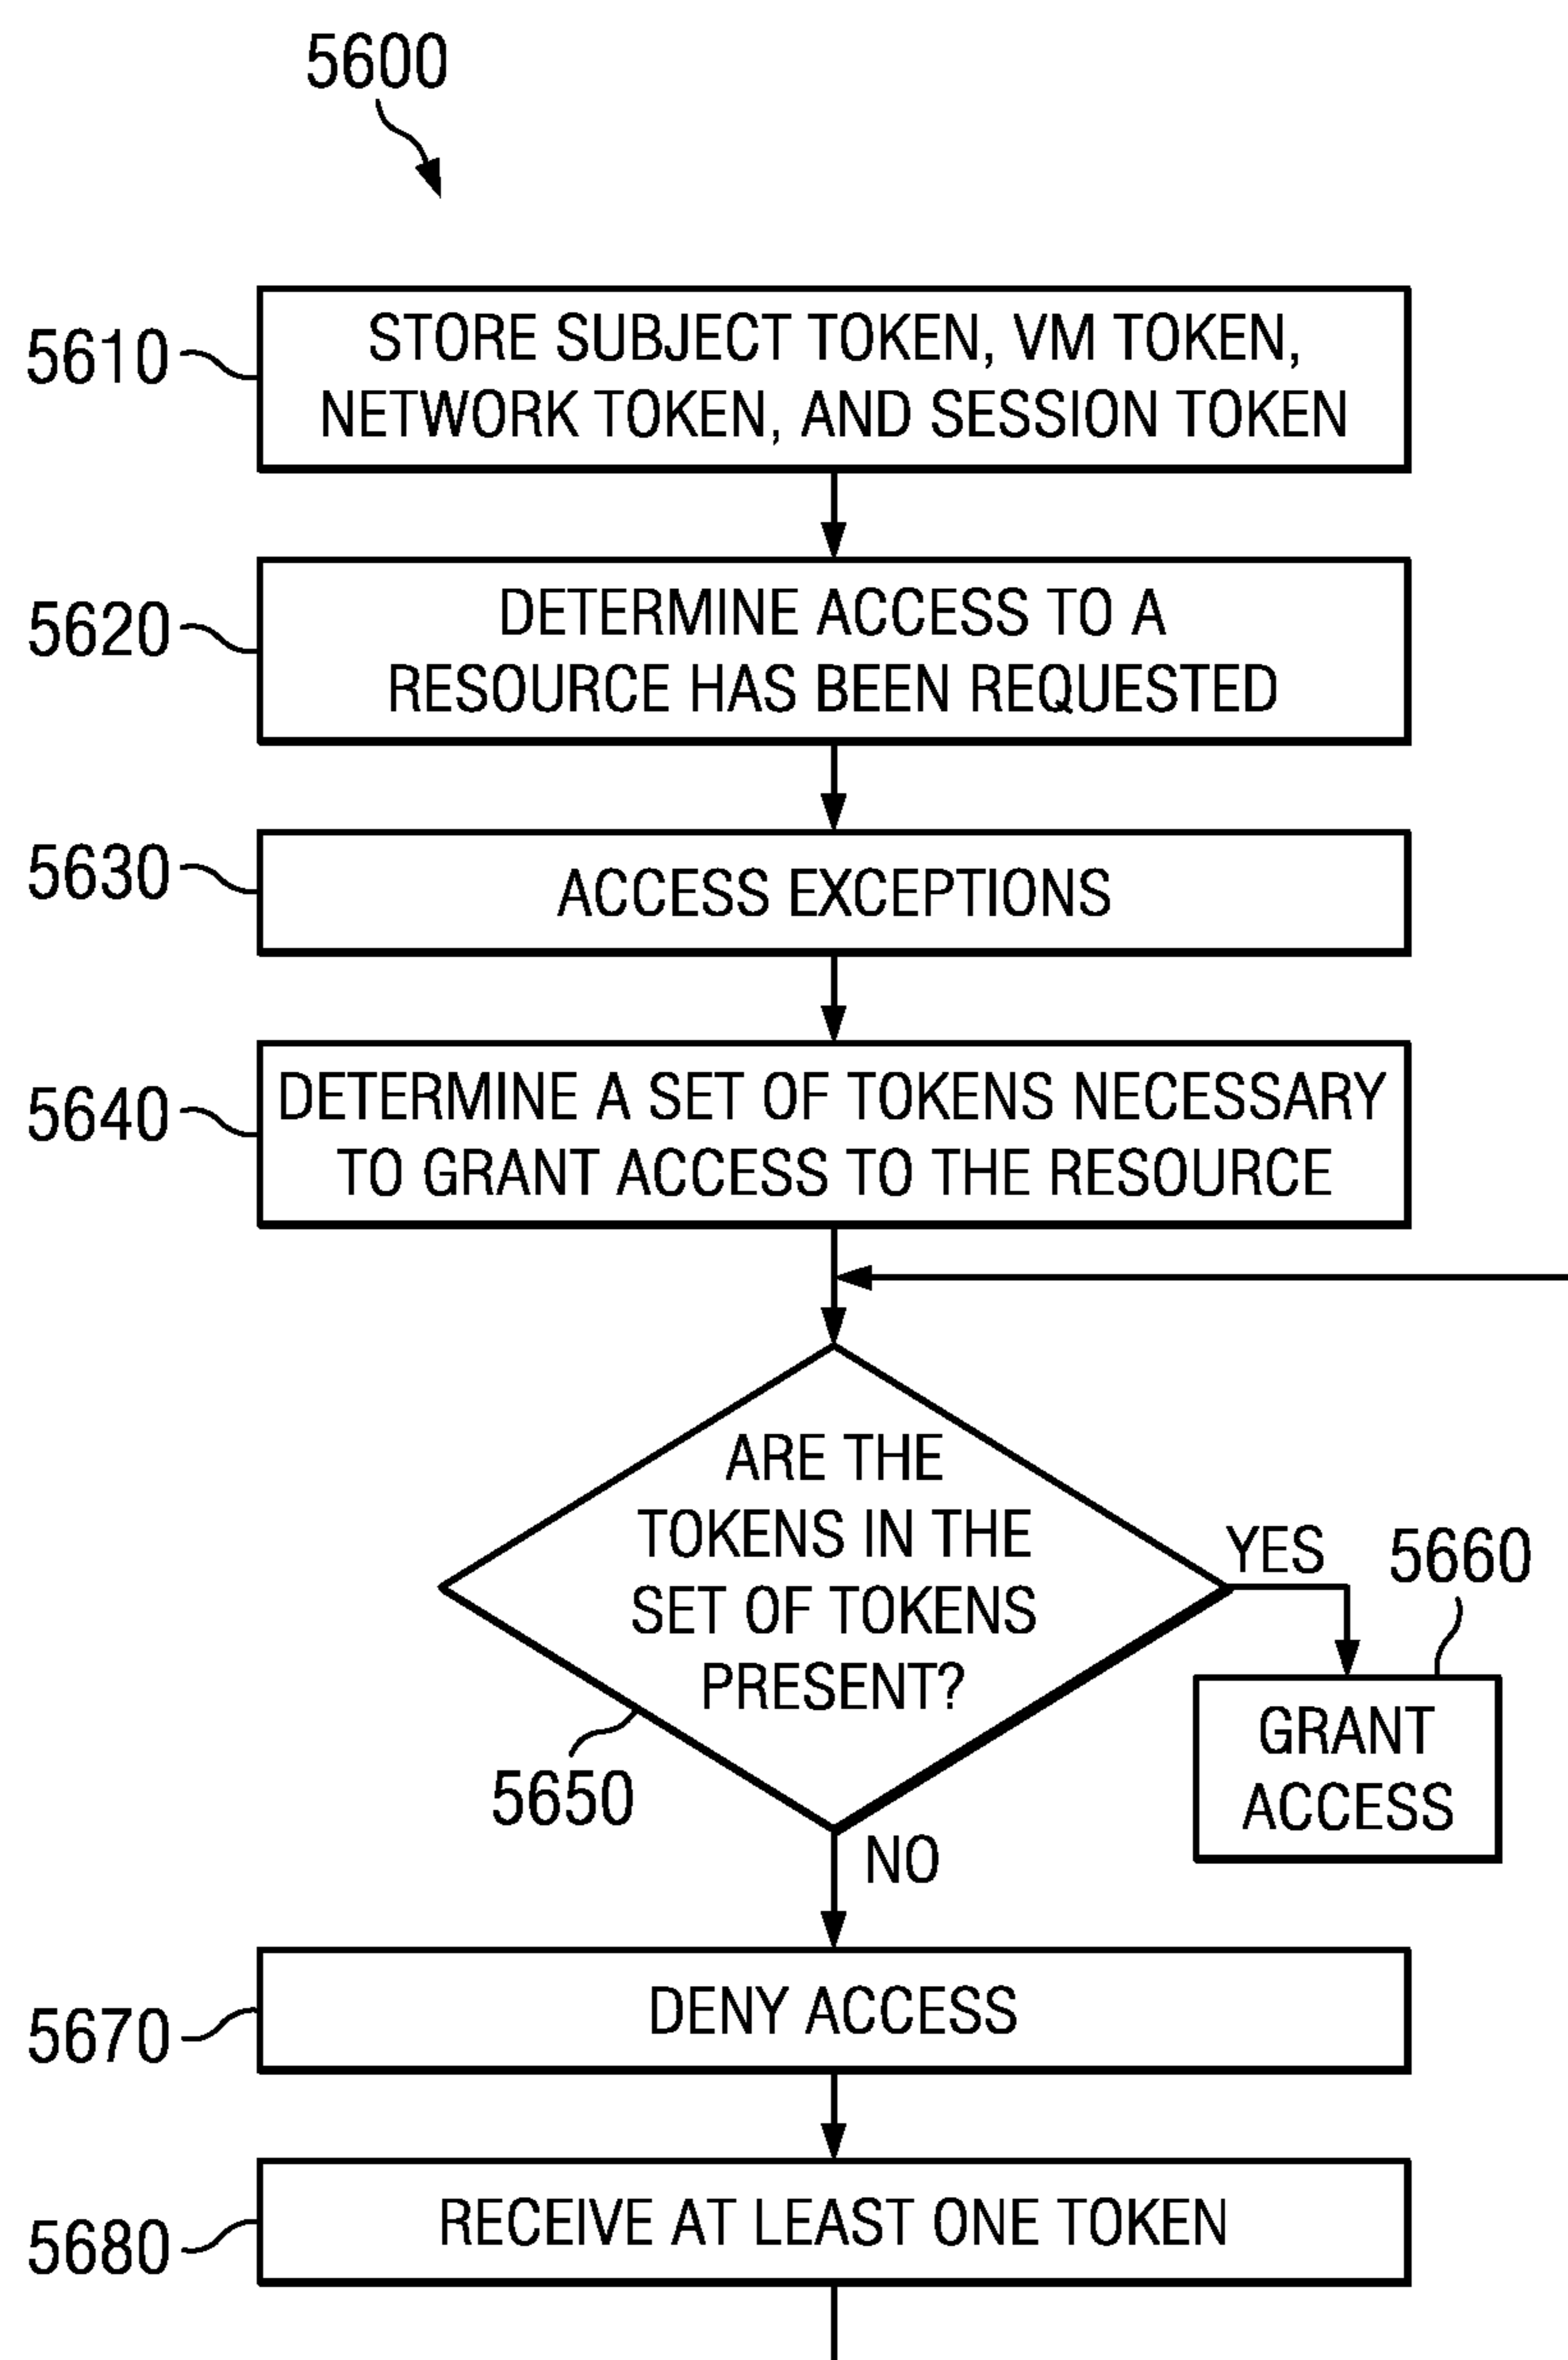 5600
5610
STORE SUBJECT TOKEN, VM TOKEN,
NETWORK TOKEN, AND SESSION TOKEN
5620
DETERMINE ACCESS TO A
RESOURCE HAS BEEN REQUESTED
5630
ACCESS EXCEPTIONS
5640
DETERMINE A SET OF TOKENS NECESSARY
TO GRANT ACCESS TO THE RESOURCE
ARE THE
TOKENS IN THE
SET OF TOKENS
PRESENT?
YES
5660
5650
GRANT
ACCESS
NO
5670
DENY ACCESS
5680
RECEIVE AT LEAST ONE TOKEN